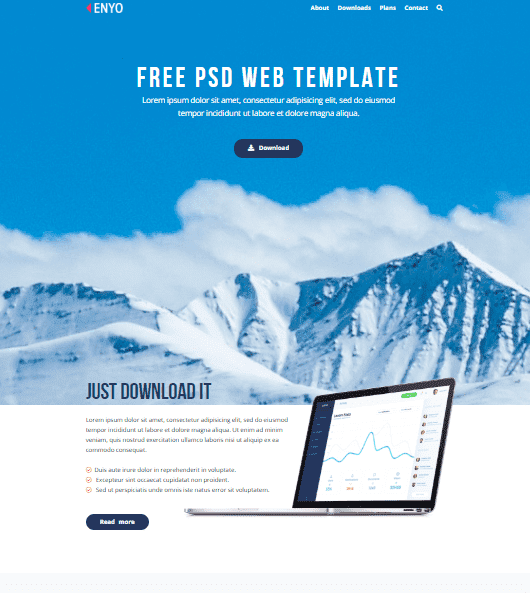 ENYO
About Downloads Plans Contact
FREE PSD WEB TEMPLATE
Lorem ipsum dolor sit amet, consectetur adipisicing elit, sed do eiusmod
tempor incididunt ut labore et dolore magna aliqua.
Download
JUST DOWNLOAD IT
Lorem ipsum dolor sit amet, consectetur adipisicing elit, sed do eiusmod
tempor incididunt ut labore et dolore magna aliqua. Ut enim ad minim
veniam, quis nostrud exercitation ullamco laboris nisi ut aliquip ex ea
commodo consequat.
Duis aute irure dolor in reprehenderit in voluptate.
Excepteur sint occaecat cupidatat non proident.
Sed ut perspiciatis unde omnis iste natus error sit voluptatem.
Read more